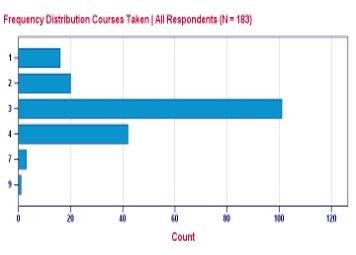 Frequency Distribution Courses Taken | All Respondents (N = 183)
1
2
3
4
7
9
0 20 40 60 80 100 120
Count